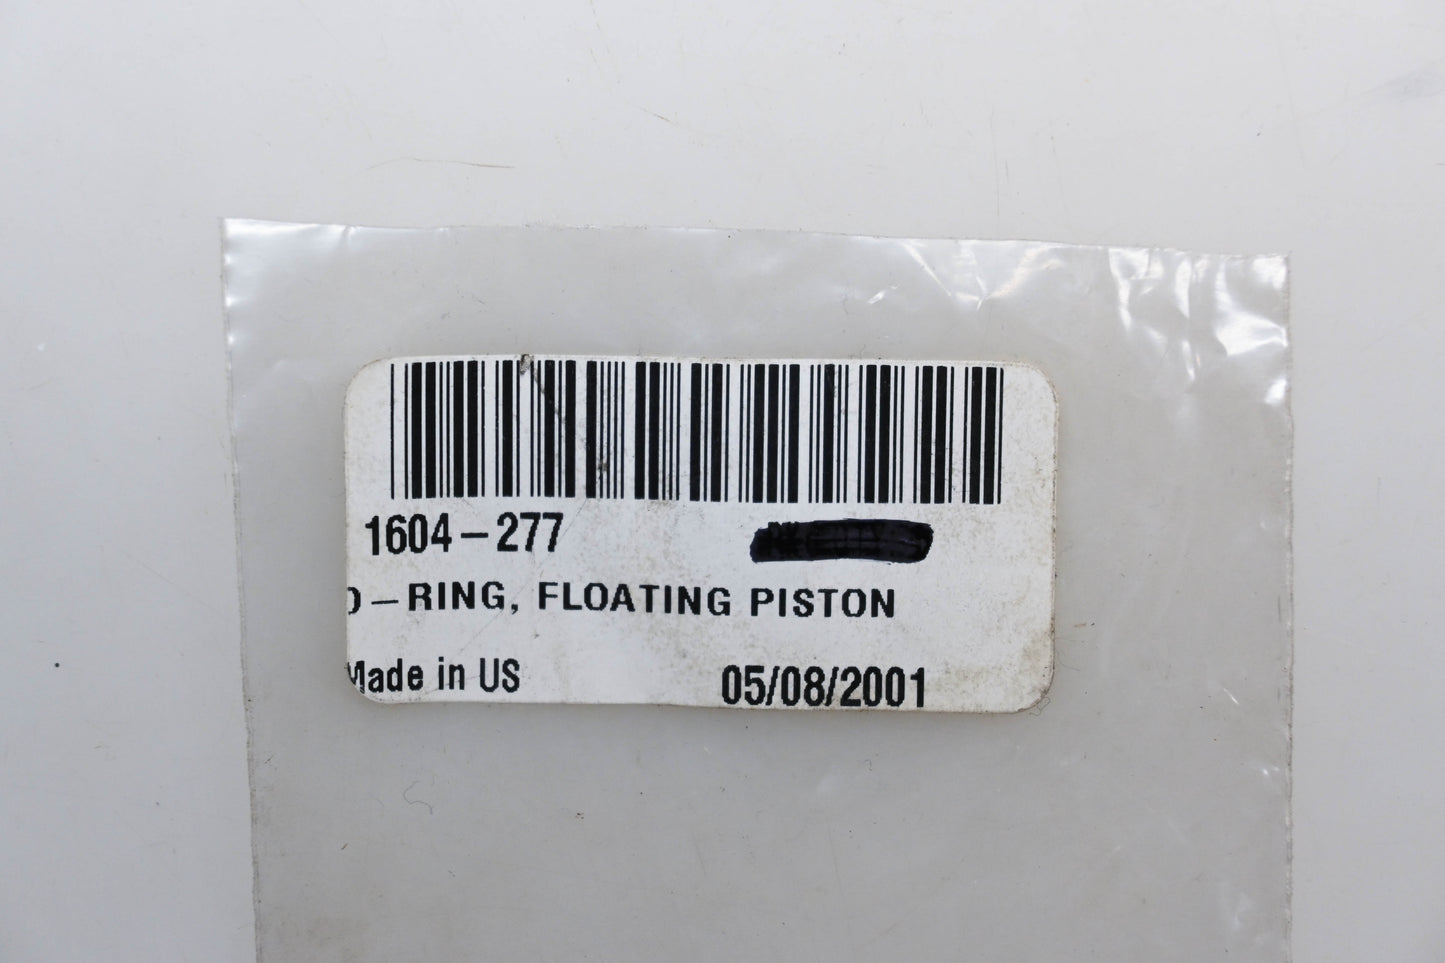 1604-277
O-RING, FLOATING PISTON
Made in US
05/08/2001